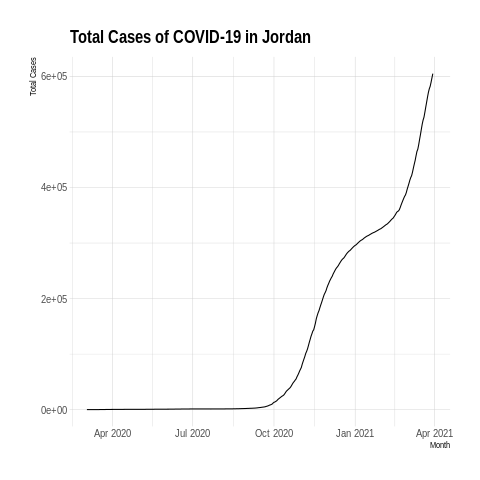 Total Cases of COVID-19 in Jordan
Total Cases
6e+05
4e+05
2e+05
0e+00
Apr 2020 Jul 2020 Oct 2020 Jan 2021 Apr 2021
Month